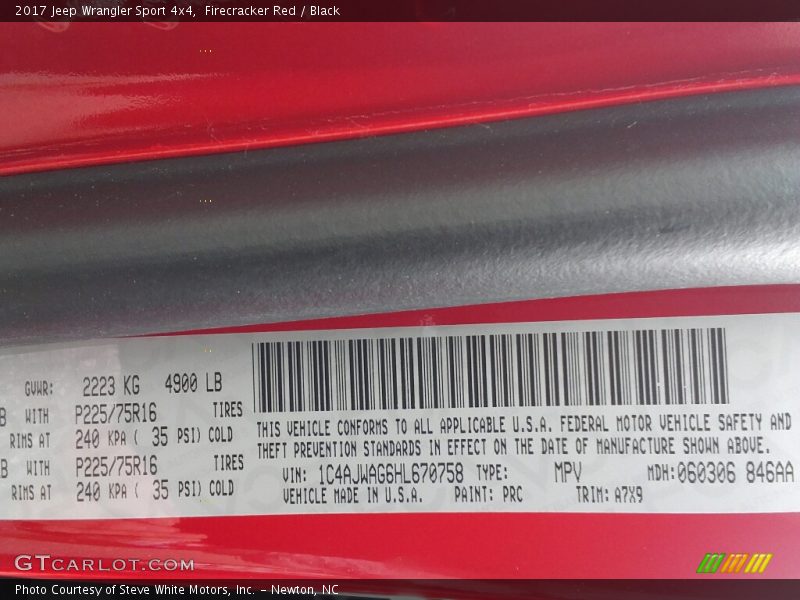 2017 Jeep Wrangler Sport 4x4,  Firecracker Red / Black
GVWR: 2223 KG 4900 LB
B WITH P225/75R16 TIRES
RIMS AT 240 KPA ( 35 PSI) COLD
B WITH P225/75R16 TIRES
RIMS AT 240 KPA ( 35 PSI) COLD
THIS VEHICLE CONFORMS TO ALL APPLICABLE U.S.A. FEDERAL MOTOR VEHICLE SAFETY AND
THEFT PREVENTION STANDARDS IN EFFECT ON THE DATE OF MANUFACTURE SHOWN ABOVE.
VIN: 1C4AJWAG6HL670758 TYPE: MPV MDH:060306 846AA
VEHICLE MADE IN U.S.A. PAINT: PRC TRIM: A7X9
GTCARLOT.COM
Photo Courtesy of Steve White Motors, Inc. – Newton, NC